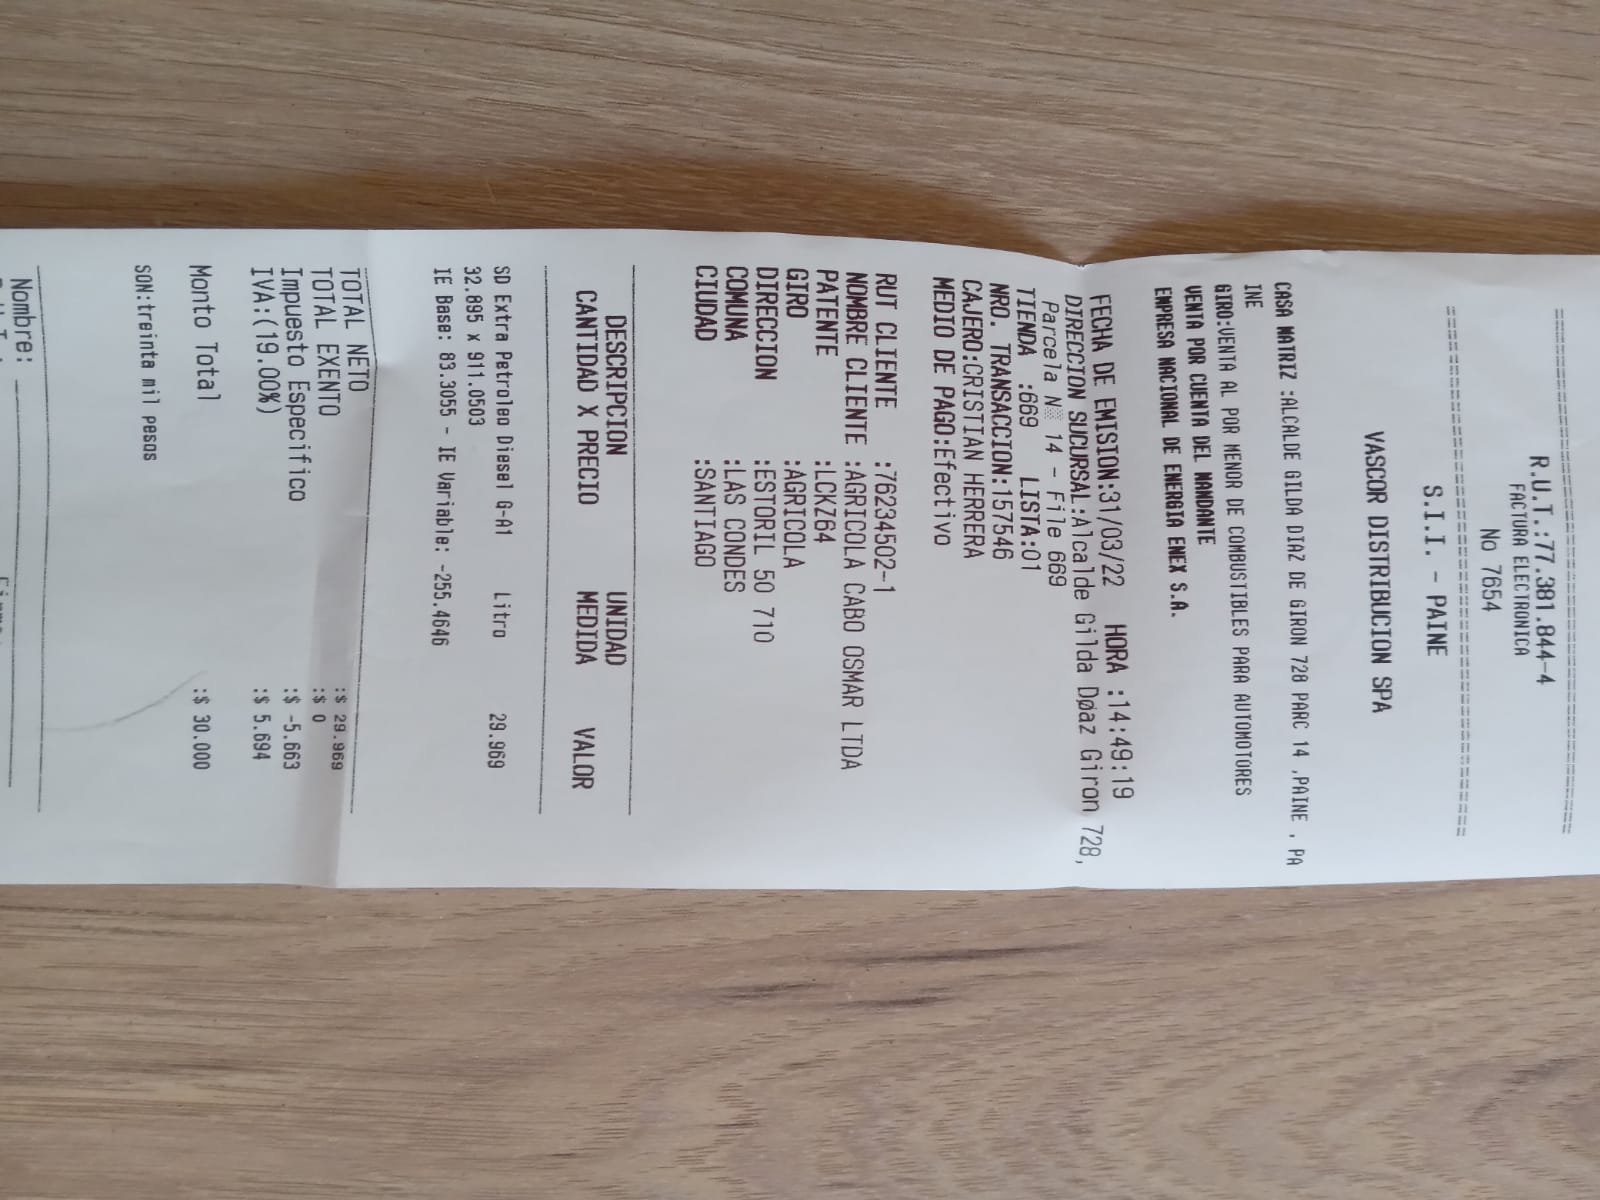 R.U.T.:77.381.844-4
FACTURA ELECTRONICA
No 7654
S.I.I. - PAINE
VASCOR DISTRIBUCION SPA
CASA MATRIZ :ALCALDE GILDA DIAZ DE GIRON 728 PARC 14 ,PAINE , PA
INE
GIRO:VENTA AL POR MENOR DE COMBUSTIBLES PARA AUTOMOTORES
VENTA POR CUENTA DEL MANDANTE
EMPRESA NACIONAL DE ENERGIA ENEX S.A.
FECHA DE EMISION:31/03/22 HORA :14:49:19
DIRECCION SUCURSAL:Alcalde Gilda Døaz Giron 728,
Parcela N▒ 14 - File 669
TIENDA :669 LISTA:01
NRO. TRANSACCION:157546
CAJERO:CRISTIAN HERRERA
MEDIO DE PAGO:Efectivo
RUT CLIENTE :76234502-1
NOMBRE CLIENTE :AGRICOLA CABO OSMAR LTDA
PATENTE :LCKZ64
GIRO :AGRICOLA
DIRECCION :ESTORIL 50 710
COMUNA :LAS CONDES
CIUDAD :SANTIAGO
DESCRIPCION UNIDAD
CANTIDAD X PRECIO MEDIDA VALOR
SD Extra Petroleo Diesel G-A1 Litro 29.969
32.895 x 911.0503
IE Base: 83.3055 - IE Variable: -255.4646
TOTAL NETO :$ 29.969
TOTAL EXENTO :$ 0
Impuesto Especifico :$ -5.663
IVA:(19.00%) :$ 5.694
Monto Total :$ 30.000
SON:treinta mil pesos
Nombre: